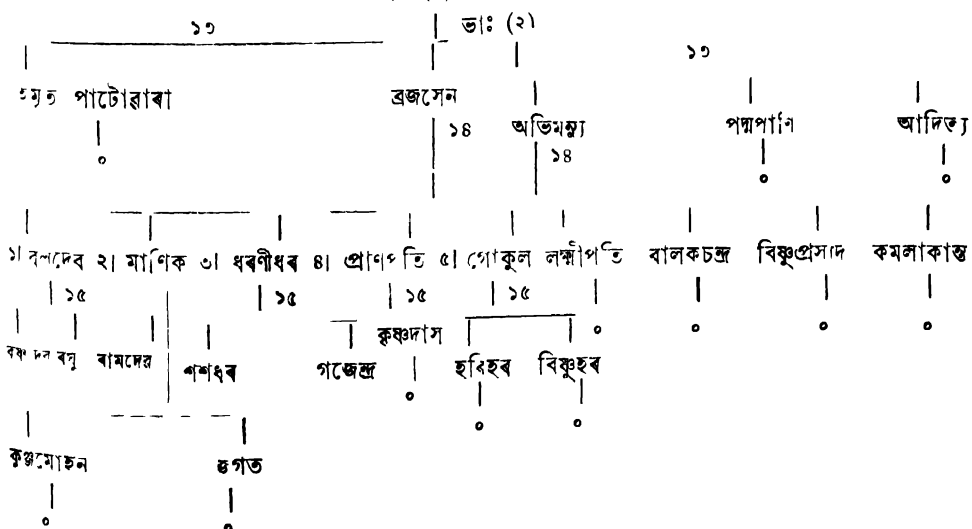 ভাঃ (২)
১৩ ১৩
পাটোৱাৰী ব্ৰজসেন
১৪ অভিমন্যু পদ্মপানি আদিত্য
১৪
১। বলদেব ২। মাণিক ৩। ধৰণীধৰ ৪। প্ৰাণপতি ৫। গোকুল লক্ষ্মীপতি বালকচন্দ্ৰ বিষ্ণুপ্ৰসাদ কমলাকান্ত
১৫ ১৫ ১৫ ১৫
কৃষ্ণদাস
ৰামদেৱ শশধৰ গজেন্দ্ৰ হৰিহৰ বিষ্ণুহৰ
কুঞ্জমোহন ভগত